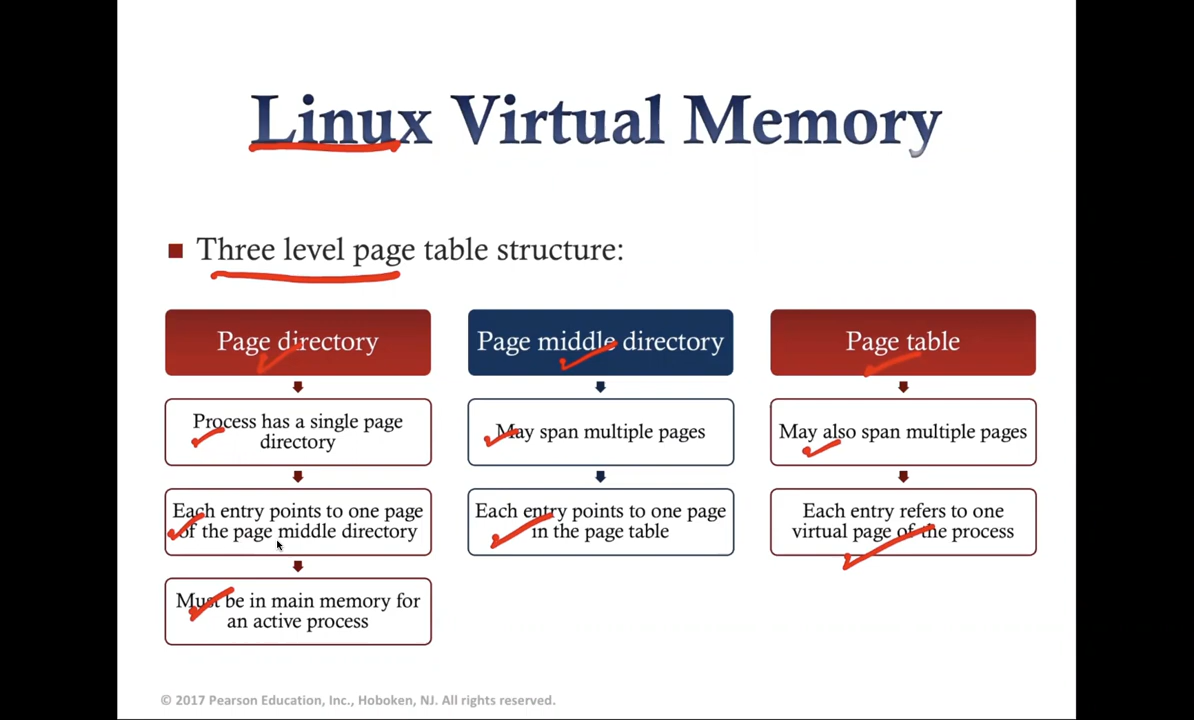 Linux Virtual Memory
Three level page table structure:
Page directory
Process has a single page
directory
Each entry points to one page
of the page middle directory
Must be in main memory for
an active process
Page middle directory
May span multiple pages
Each entry points to one page
in the page table
Page table
May also span multiple pages
Each entry refers to one
virtual page of the process
© 2017 Pearson Education, Inc., Hoboken, NJ. All rights reserved.